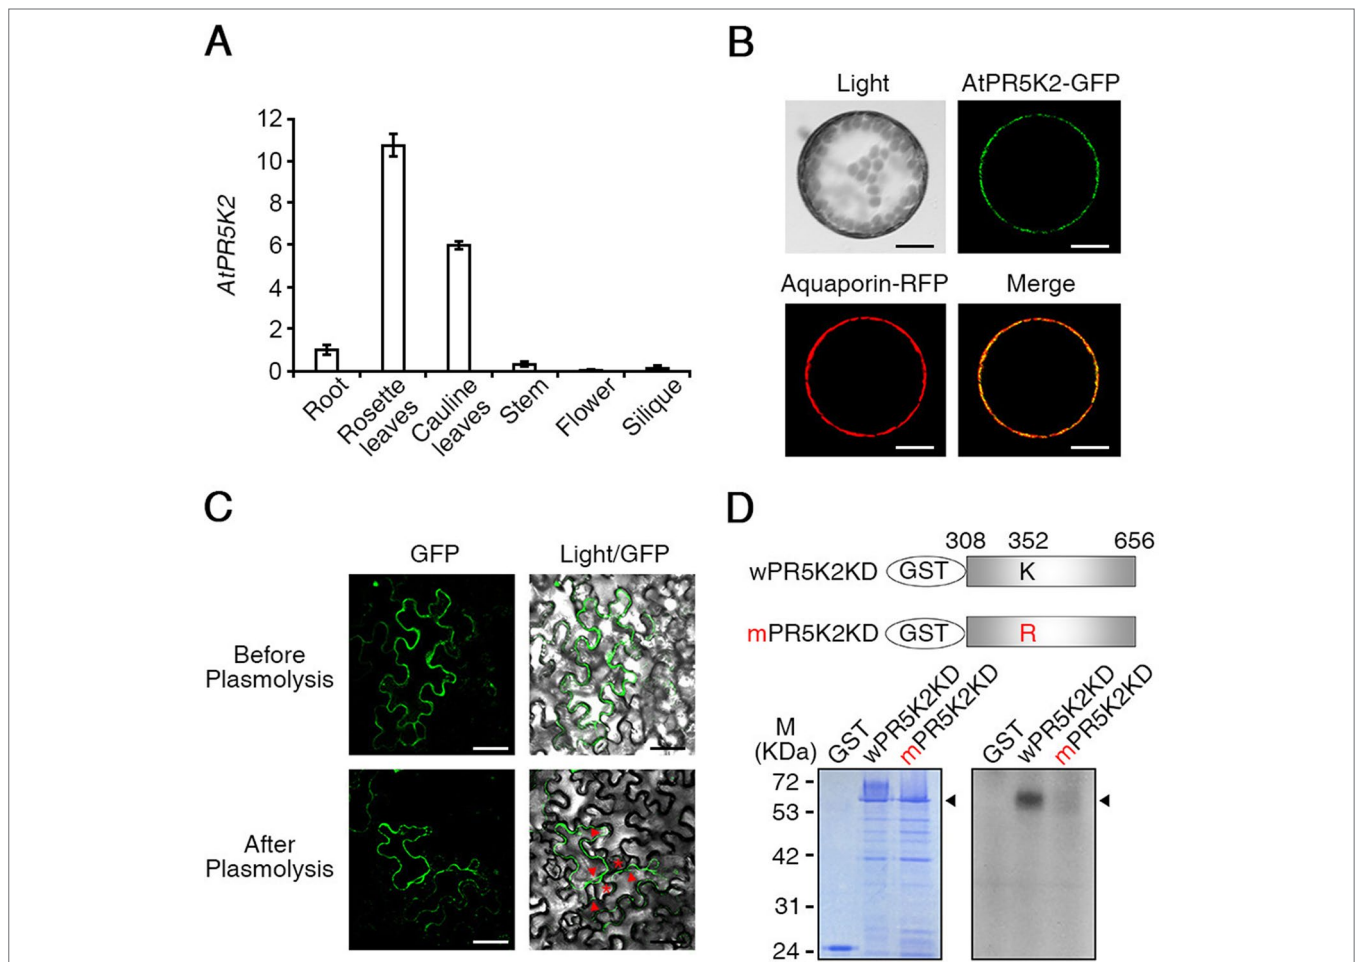 A
AtPR5K2
12
10
8
6
4
2
0
Root
Rosette
leaves
Cauline
leaves
Stem
Flower
Silique
B
Light
AtPR5K2-GFP
Aquaporin-RFP
Merge
C
GFP
Light/GFP
Before
Plasmolysis
After
Plasmolysis
*
*
D
308 352 656
wPR5K2KD GST K
mPR5K2KD GST R
M
(KDa)
GST
wPR5K2KD
mPR5K2KD
GST
wPR5K2KD
mPR5K2KD
72
53
42
31
24